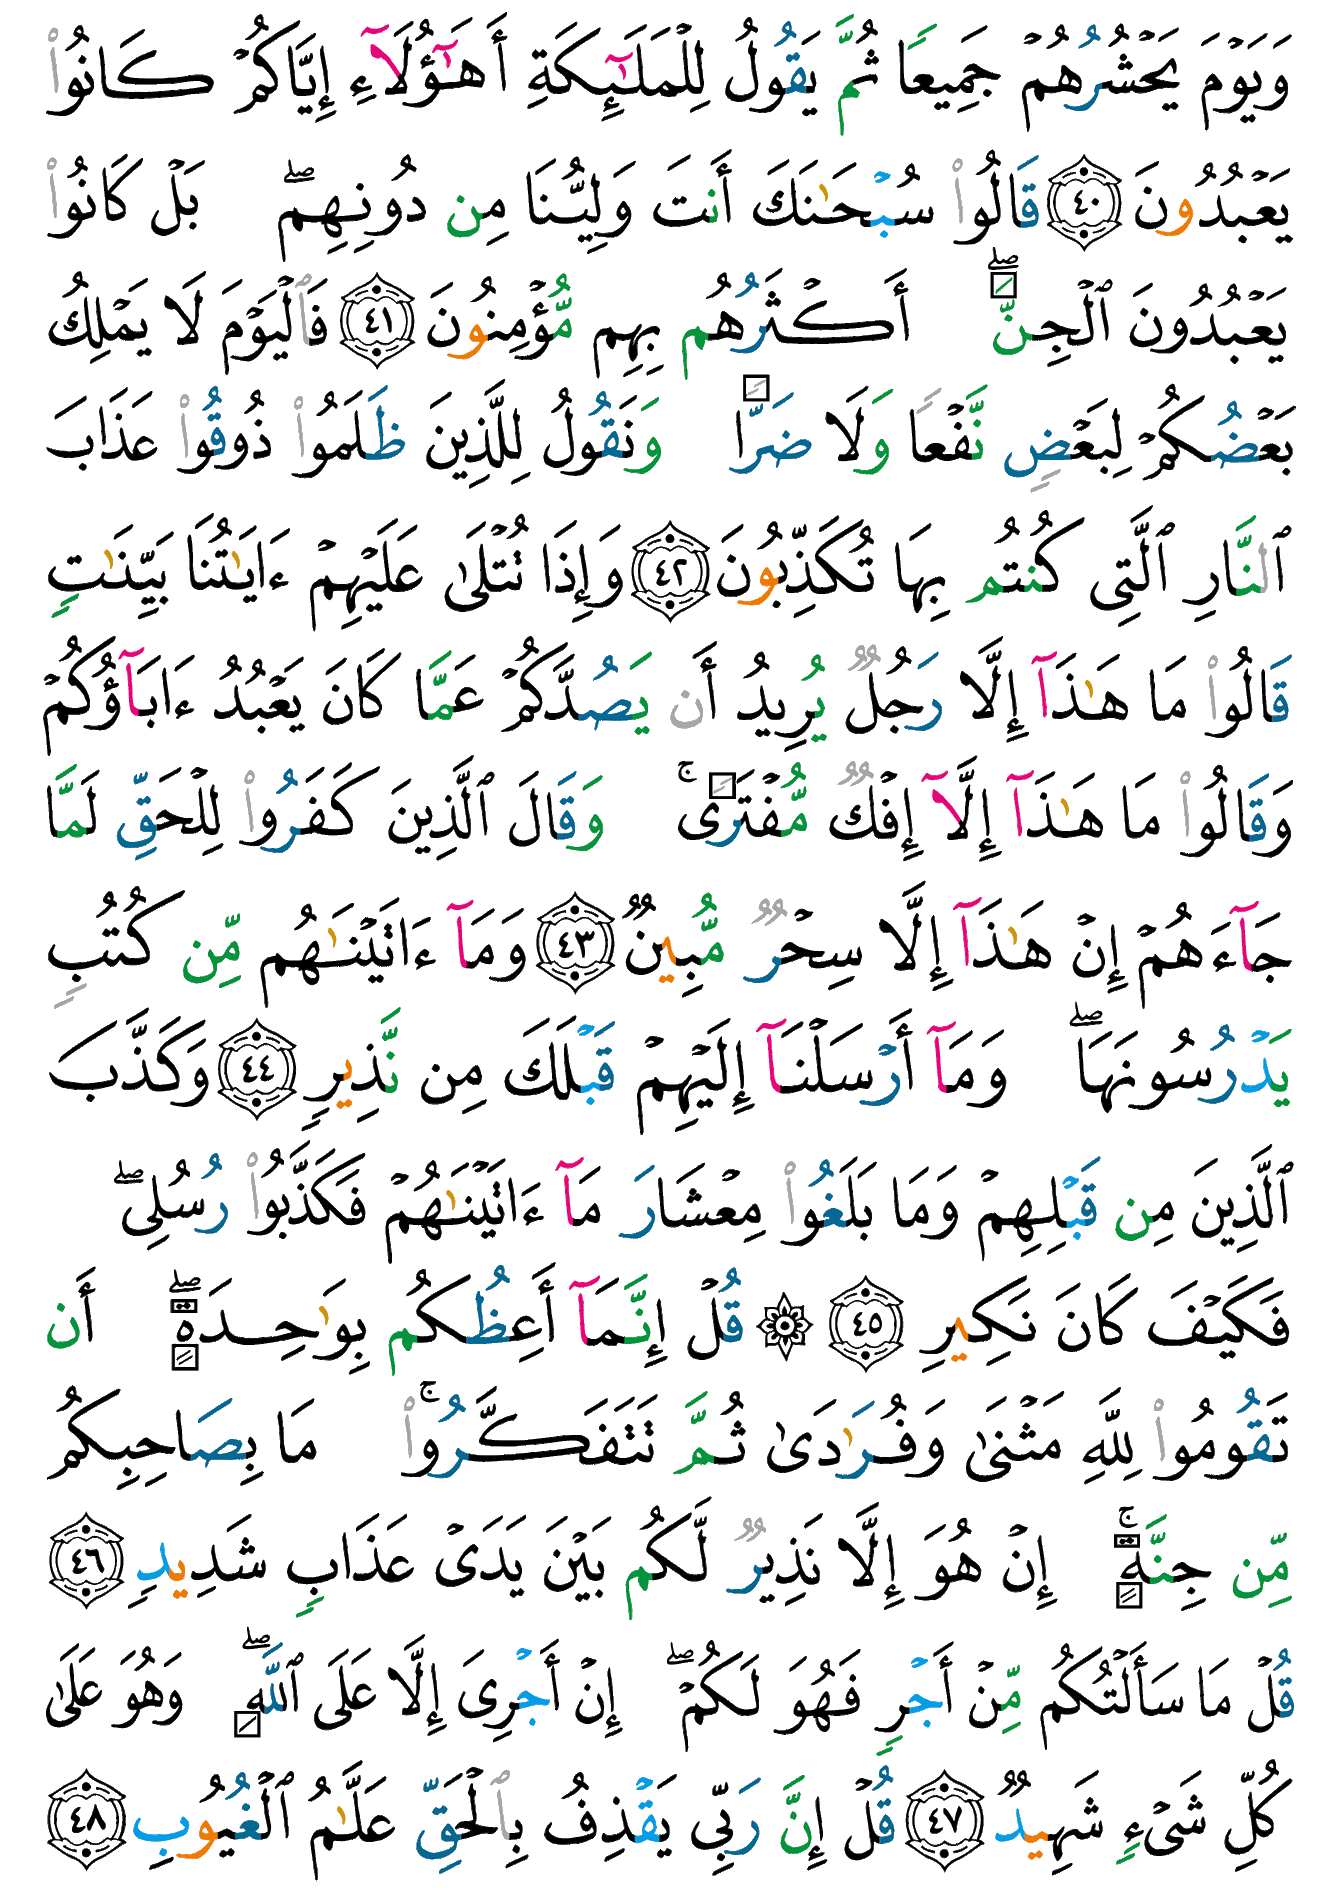 وَيَوۡمَ يَحۡشُرُهُمۡ جَمِيعٗا ثُمَّ يَقُولُ لِلۡمَلَـٰٓئِكَةِ أَهَـٰٓؤُلَآءِ إِيَّاكُمۡ كَانُواْ
يَعۡبُدُونَ ٤٠ قَالُواْ سُبۡحَـٰنَكَ أَنتَ وَلِيُّنَا مِن دُونِهِمۖ بَلۡ كَانُواْ
يَعۡبُدُونَ ٱلۡجِنَّۖ أَكۡثَرُهُم بِهِم مُّؤۡمِنُونَ ٤١ فَٱلۡيَوۡمَ لَا يَمۡلِكُ
بَعۡضُكُمۡ لِبَعۡضٖ نَّفۡعٗا وَلَا ضَرّٗا وَنَقُولُ لِلَّذِينَ ظَلَمُواْ ذُوقُواْ عَذَابَ
ٱلنَّارِ ٱلَّتِي كُنتُم بِهَا تُكَذِّبُونَ ٤٢ وَإِذَا تُتۡلَىٰ عَلَيۡهِمۡ ءَايَـٰتُنَا بَيِّنَـٰتٖ
قَالُواْ مَا هَـٰذَآ إِلَّا رَجُلٞ يُرِيدُ أَن يَصُدَّكُمۡ عَمَّا كَانَ يَعۡبُدُ ءَابَآؤُكُمۡ
وَقَالُواْ مَا هَـٰذَآ إِلَّآ إِفۡكٞ مُّفۡتَرٗىۚ وَقَالَ ٱلَّذِينَ كَفَرُواْ لِلۡحَقِّ لَمَّا
جَآءَهُمۡ إِنۡ هَـٰذَآ إِلَّا سِحۡرٞ مُّبِينٞ ٤٣ وَمَآ ءَاتَيۡنَـٰهُم مِّن كُتُبٖ
يَدۡرُسُونَهَاۖ وَمَآ أَرۡسَلۡنَآ إِلَيۡهِمۡ قَبۡلَكَ مِن نَّذِيرٖ ٤٤ وَكَذَّبَ
ٱلَّذِينَ مِن قَبۡلِهِمۡ وَمَا بَلَغُواْ مِعۡشَارَ مَآ ءَاتَيۡنَـٰهُمۡ فَكَذَّبُواْ رُسُلِيۖ
فَكَيۡفَ كَانَ نَكِيرِ ٤٥ ۞ قُلۡ إِنَّمَآ أَعِظُكُم بِوَٰحِدَةٍۖ أَن
تَقُومُواْ لِلَّهِ مَثۡنَىٰ وَفُرَٰدَىٰ ثُمَّ تَتَفَكَّرُواْۚ مَا بِصَاحِبِكُم
مِّن جِنَّةٍۚ إِنۡ هُوَ إِلَّا نَذِيرٞ لَّكُم بَيۡنَ يَدَيۡ عَذَابٖ شَدِيدٖ ٤٦
قُلۡ مَا سَأَلۡتُكُم مِّنۡ أَجۡرٖ فَهُوَ لَكُمۡۖ إِنۡ أَجۡرِيَ إِلَّا عَلَى ٱللَّهِۖ وَهُوَ عَلَىٰ
كُلِّ شَيۡءٖ شَهِيدٞ ٤٧ قُلۡ إِنَّ رَبِّي يَقۡذِفُ بِٱلۡحَقِّ عَلَّـٰمُ ٱلۡغُيُوبِ ٤٨